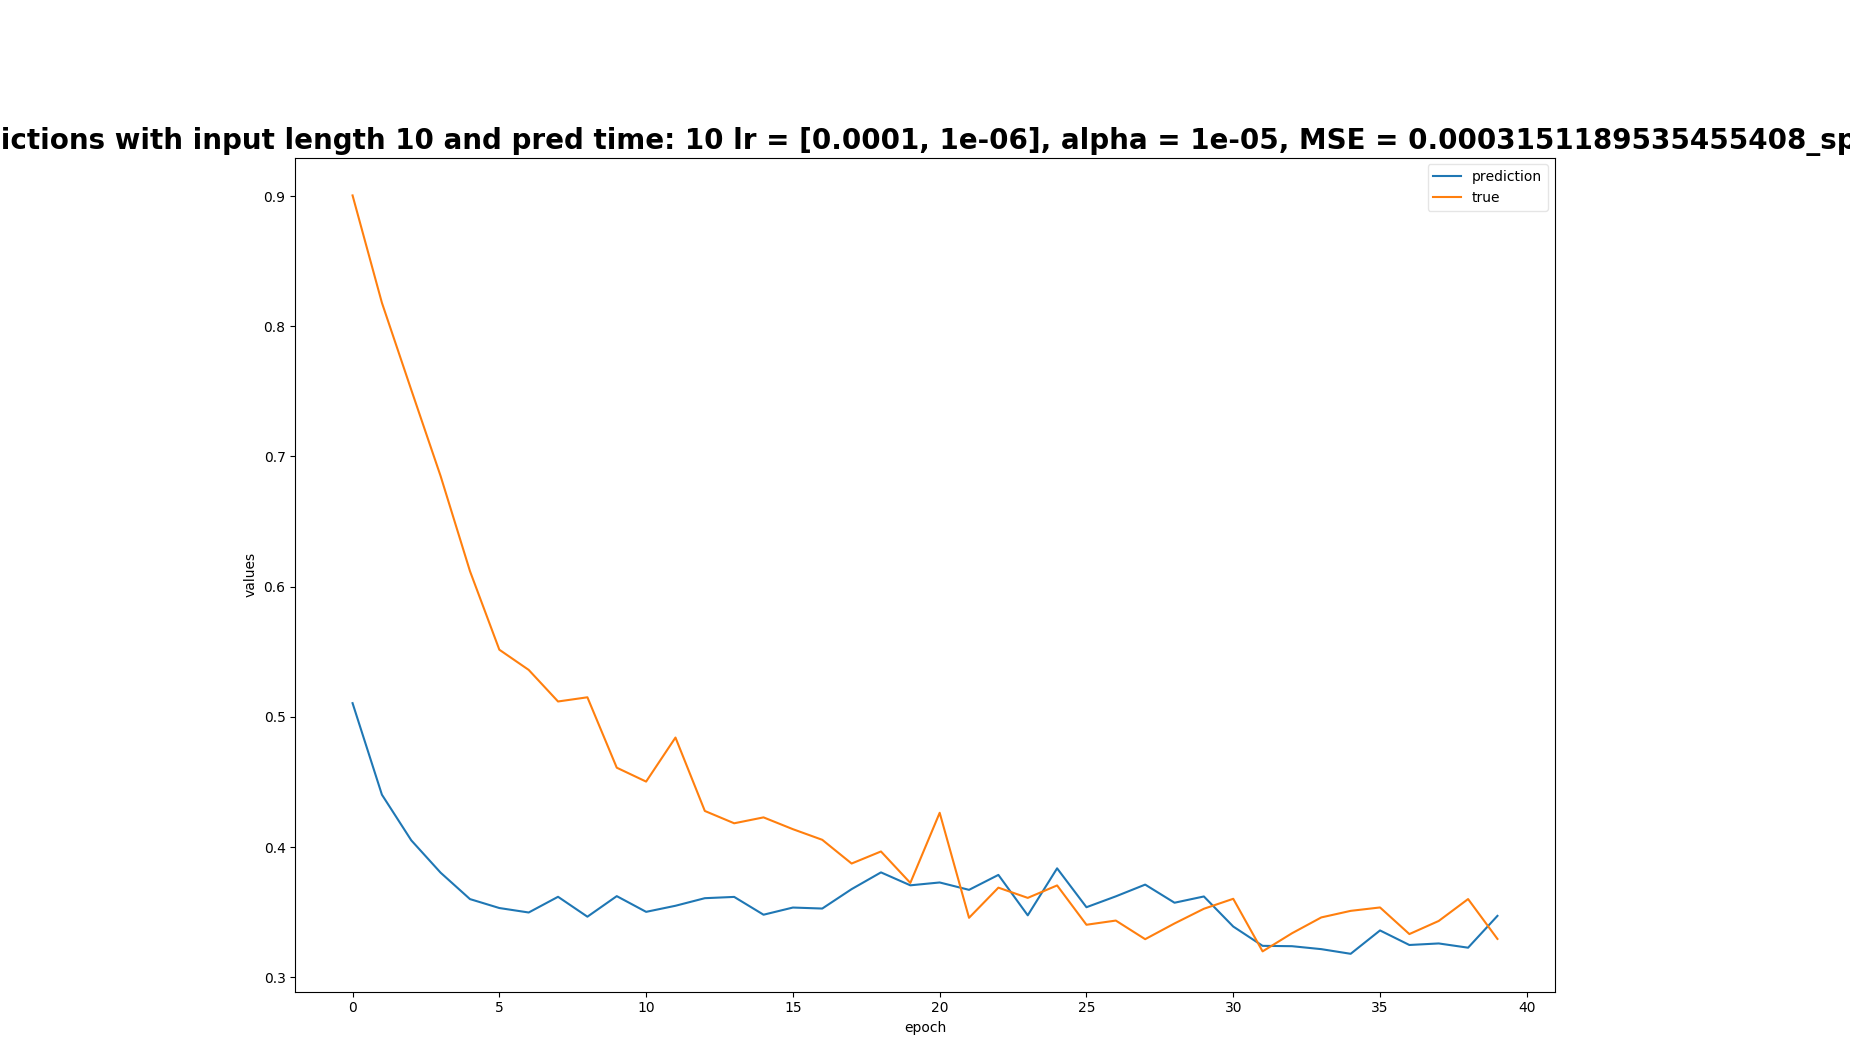 ictions with input length 10 and pred time: 10 lr = [0.0001, 1e-06], alpha = 1e-05, MSE = 0.0003151189535455408_sp
prediction
true
0.9
0.8
0.7
0.6
0.5
0.4
0.3
values
0 5 10 15 20 25 30 35 40
epoch